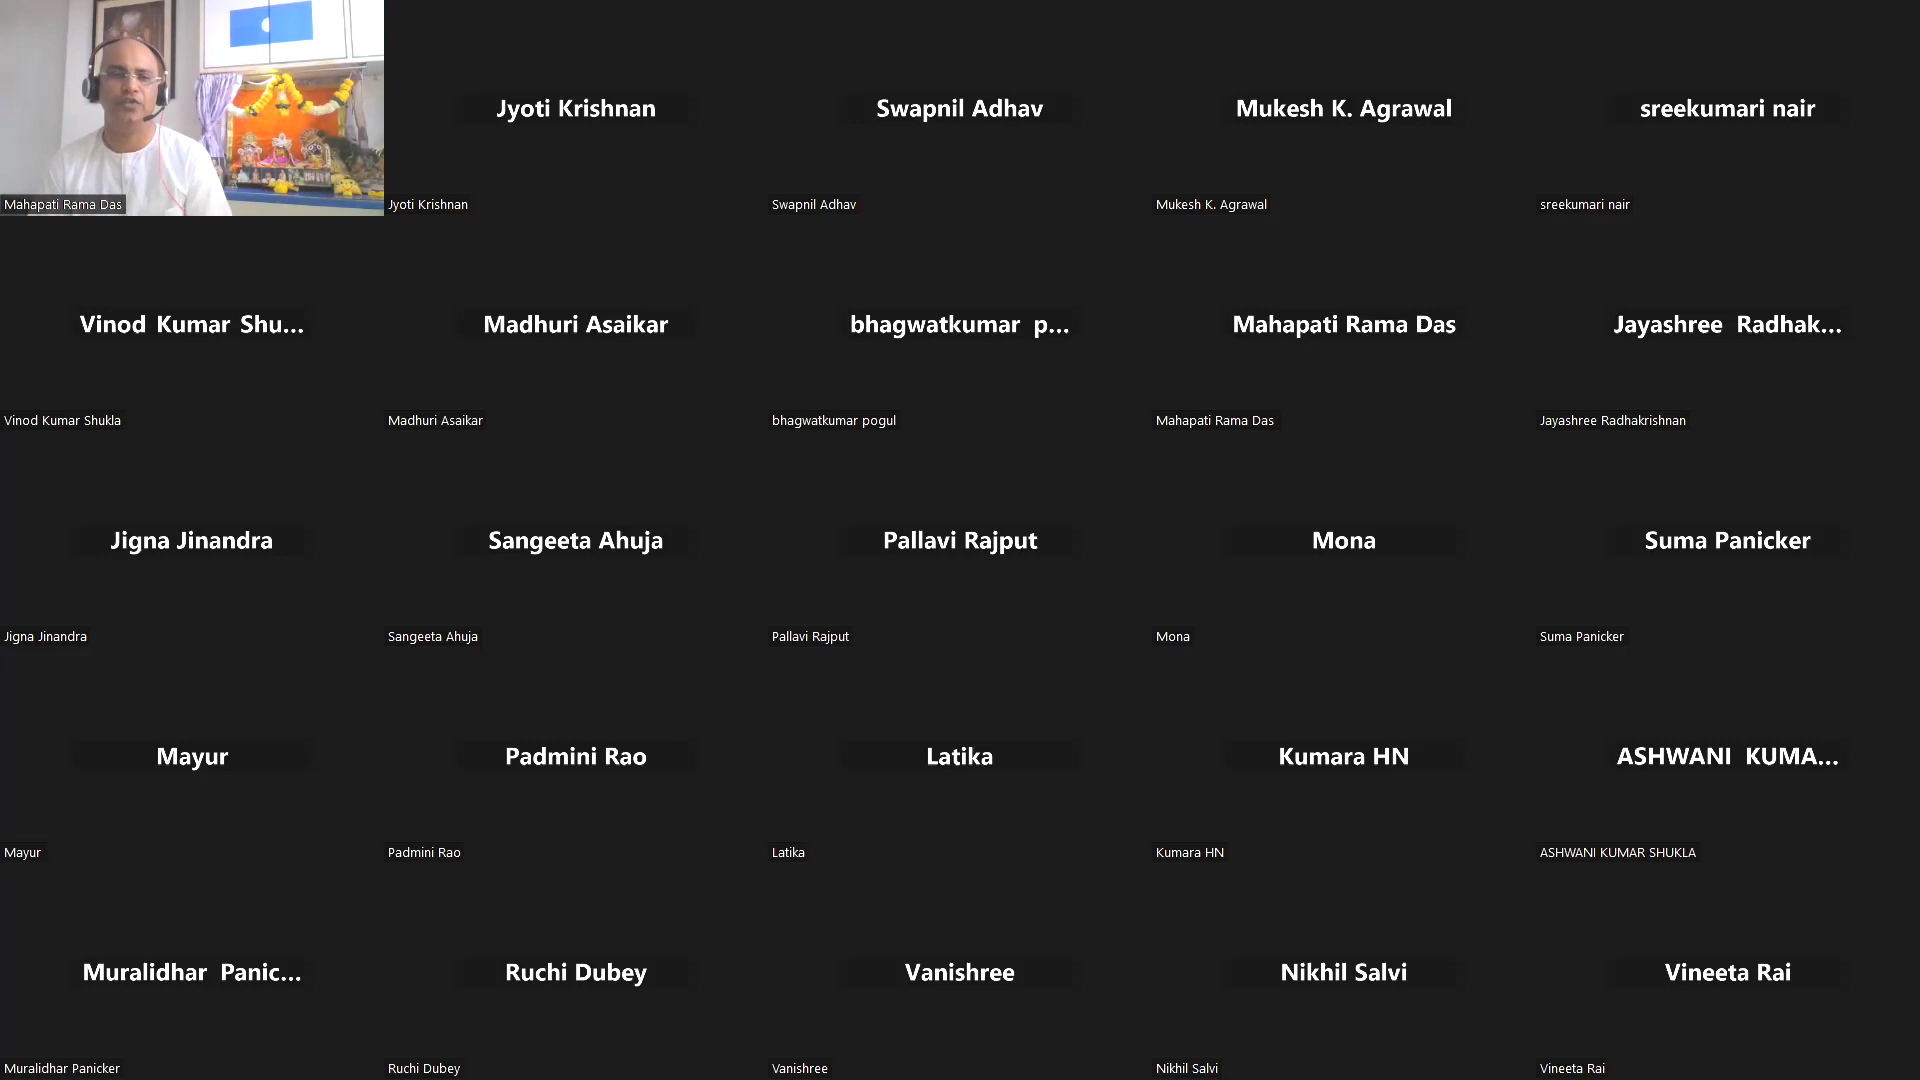 Mahapati Rama Das
Jyoti Krishnan
Jyoti Krishnan
Swapnil Adhav
Swapnil Adhav
Mukesh K. Agrawal
Mukesh K. Agrawal
sreekumari nair
sreekumari nair
Vinod Kumar Shu...
Vinod Kumar Shukla
Madhuri Asaikar
Madhuri Asaikar
bhagwatkumar p...
bhagwatkumar pogul
Mahapati Rama Das
Mahapati Rama Das
Jayashree Radhak...
Jayashree Radhakrishnan
Jigna Jinandra
Jigna Jinandra
Sangeeta Ahuja
Sangeeta Ahuja
Pallavi Rajput
Pallavi Rajput
Mona
Mona
Suma Panicker
Suma Panicker
Mayur
Mayur
Padmini Rao
Padmini Rao
Latika
Latika
Kumara HN
Kumara HN
ASHWANI KUMA...
ASHWANI KUMAR SHUKLA
Muralidhar Panic...
Muralidhar Panicker
Ruchi Dubey
Ruchi Dubey
Vanishree
Vanishree
Nikhil Salvi
Nikhil Salvi
Vineeta Rai
Vineeta Rai